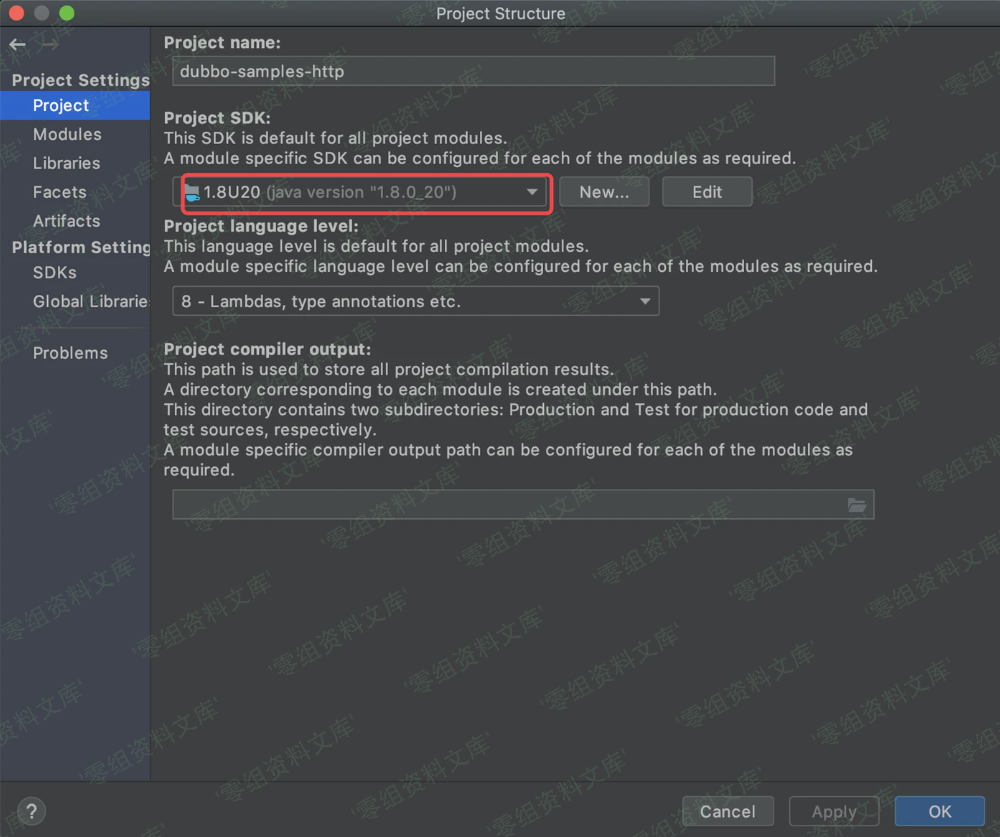 Project Structure
Project name:
dubbo-samples-http
Project Settings
Project
Modules
Libraries
Facets
Artifacts
Platform Setting
SDKs
Global Librarie
Problems
Project SDK:
This SDK is default for all project modules.
A module specific SDK can be configured for each of the modules as required.
1.8U20 (java version "1.8.0_20")
New...
Edit
Project language level:
This language level is default for all project modules.
A module specific language level can be configured for each of the modules as required.
8 - Lambdas, type annotations etc.
Project compiler output:
This path is used to store all project compilation results.
A directory corresponding to each module is created under this path.
This directory contains two subdirectories: Production and Test for production code and
test sources, respectively.
A module specific compiler output path can be configured for each of the modules as
required.
?
Cancel
Apply
OK
'零组资料文库'